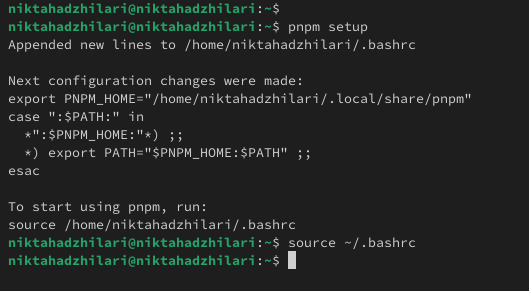 niktahadzhilari@niktahadzhilari:~$
niktahadzhilari@niktahadzhilari:~$ pnpm setup
Appended new lines to /home/niktahadzhilari/.bashrc

Next configuration changes were made:
export PNPM_HOME="/home/niktahadzhilari/.local/share/pnpm"
case ":$PATH:" in
  *":$PNPM_HOME:"*) ;;
  *) export PATH="$PNPM_HOME:$PATH" ;;
esac

To start using pnpm, run:
source /home/niktahadzhilari/.bashrc
niktahadzhilari@niktahadzhilari:~$ source ~/.bashrc
niktahadzhilari@niktahadzhilari:~$